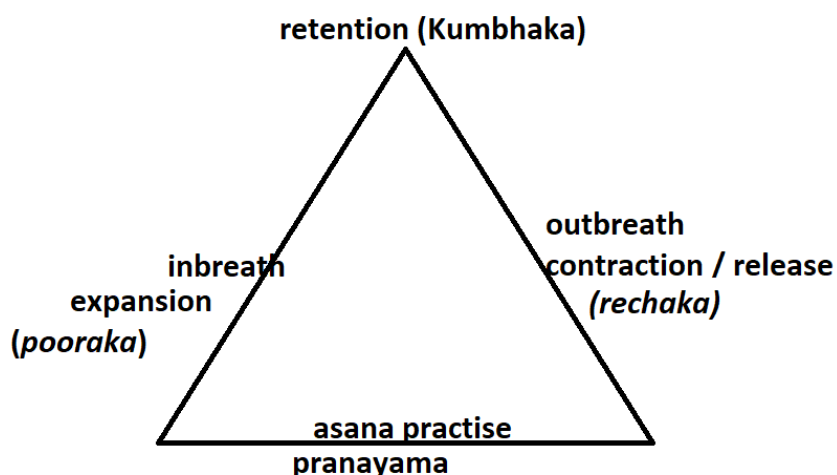 retention (Kumbhaka)
inbreath
expansion
(pooraka)
outbreath
contraction / release
(rechaka)
asana practise
pranayama